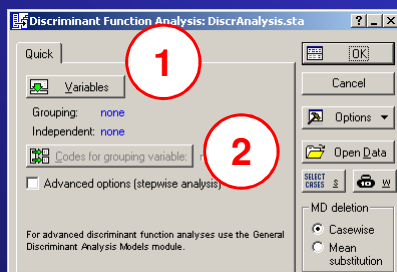 Discriminant Function Analysis: DiscrAnalysis.sta
Quick
1
Variables
Grouping: none
Independent: none
2
Codes for grouping variable:
Advanced options (stepwise analysis)
For advanced discriminant function analyses use the General
Discriminant Analysis Models module.
OK
Cancel
Options
Open Data
SELECT
CASES S W
MD deletion
Casewise
Mean
substitution